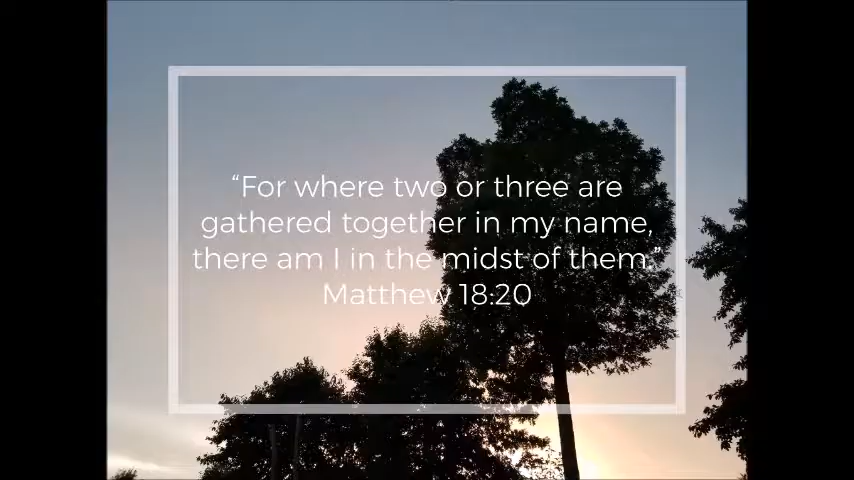 “For where two or three are
gathered together in my name,
there am I in the midst of them.”
Matthew 18:20